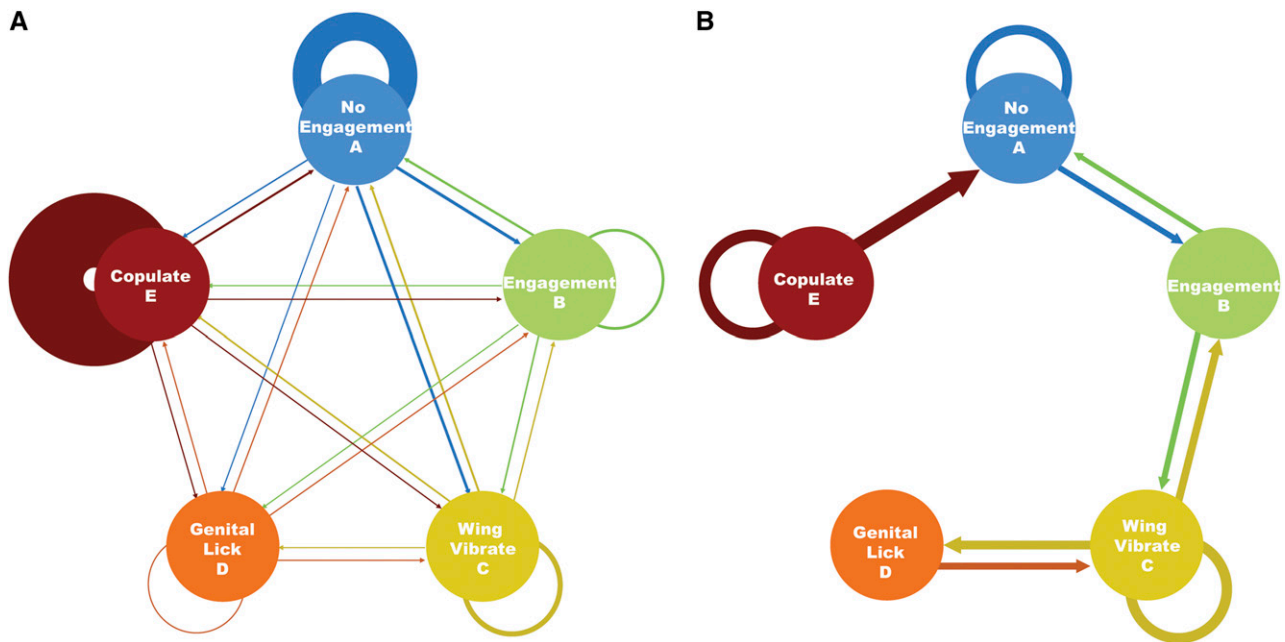 A
No
Engagement
A
Copulate
E
Engagement
B
Genital
Lick
D
Wing
Vibrate
C
B
No
Engagement
A
Copulate
E
Engagement
B
Genital
Lick
D
Wing
Vibrate
C